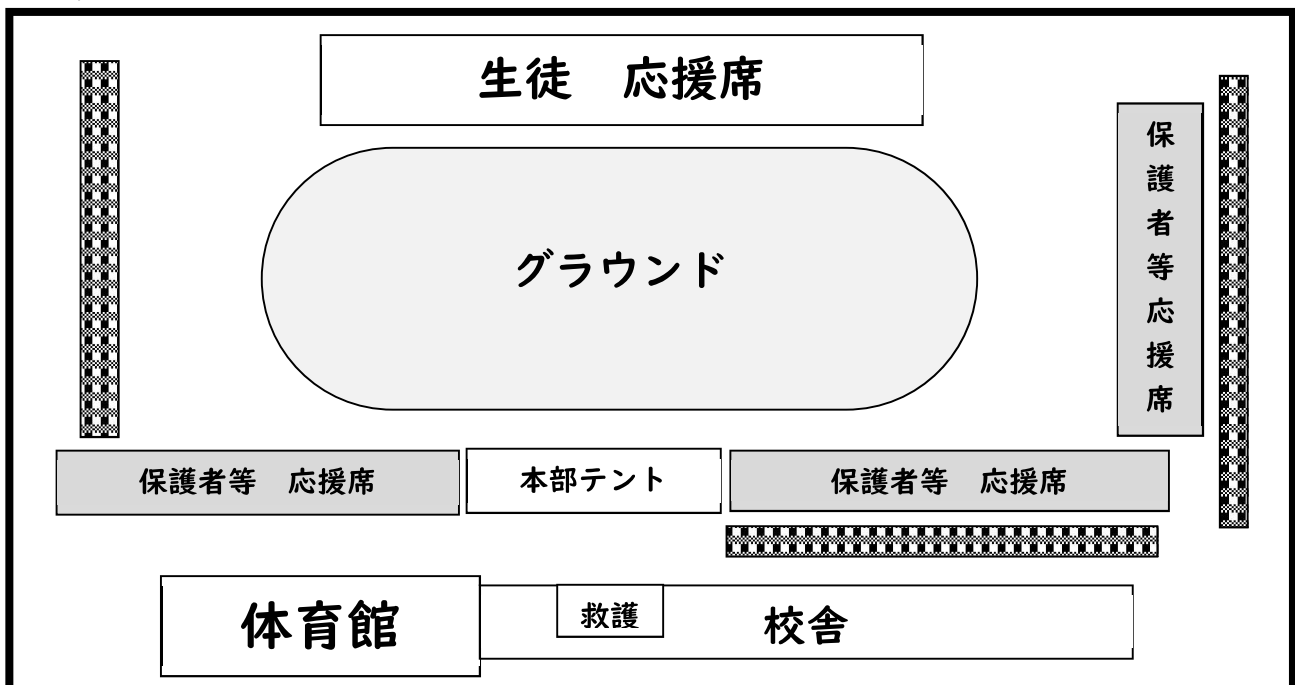 生徒　応援席
保護者等応援席
グラウンド
保護者等　応援席
本部テント
保護者等　応援席
体育館
救護
校舎